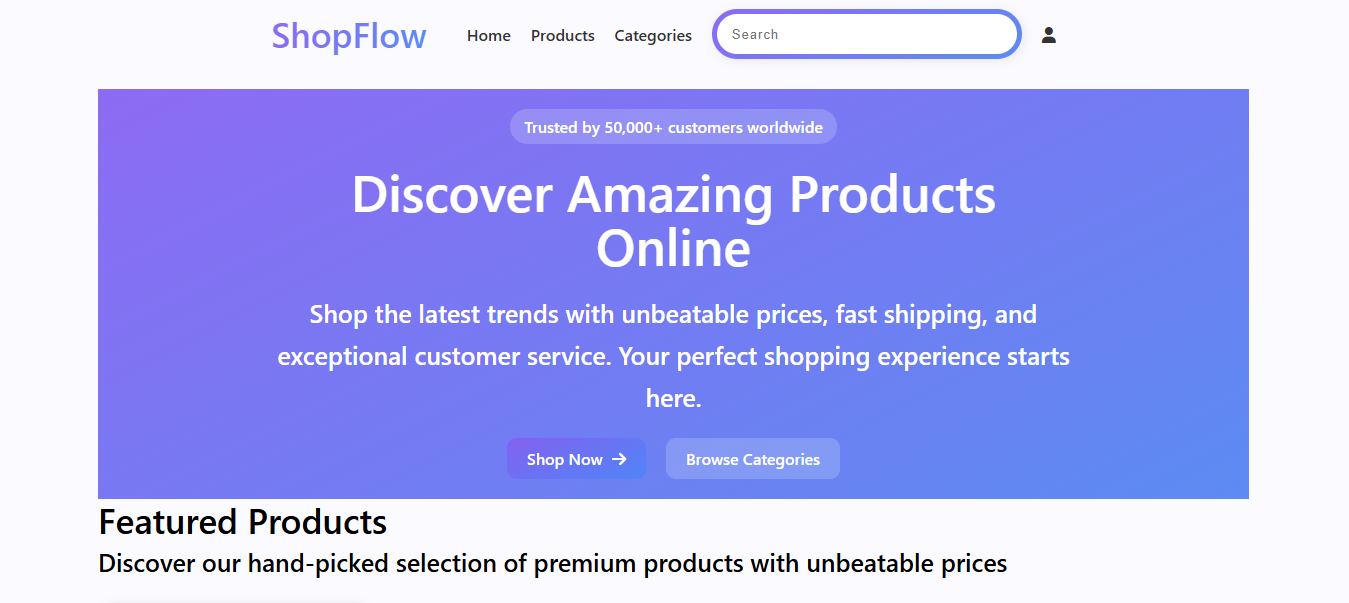 ShopFlow Home Products Categories Search
Trusted by 50,000+ customers worldwide
Discover Amazing Products
Online
Shop the latest trends with unbeatable prices, fast shipping, and
exceptional customer service. Your perfect shopping experience starts
here.
Shop Now Browse Categories
Featured Products
Discover our hand-picked selection of premium products with unbeatable prices